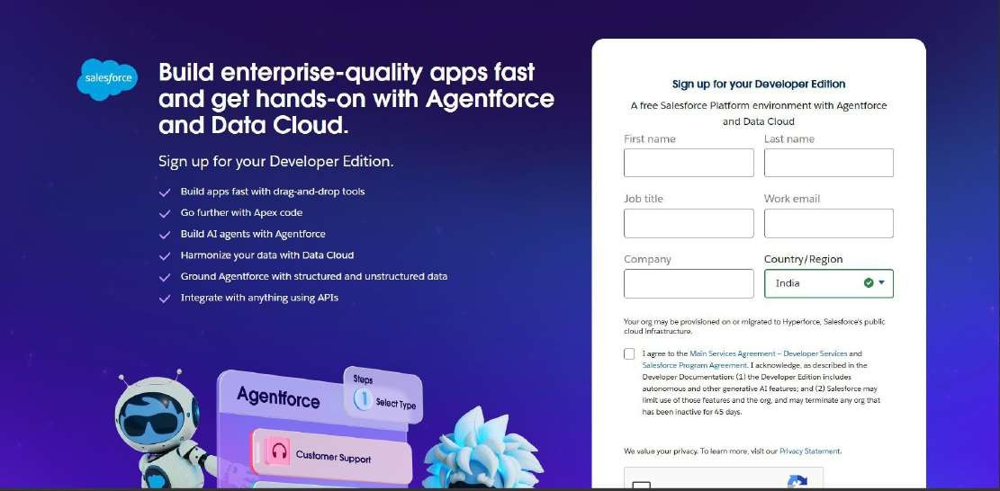 salesforce
Build enterprise-quality apps fast
and get hands-on with Agentforce
and Data Cloud.
Sign up for your Developer Edition.
Build apps fast with drag-and-drop tools
Go further with Apex code
Build AI agents with Agentforce
Harmonize your data with Data Cloud
Ground Agentforce with structured and unstructured data
Integrate with anything using APIs
Agentforce
Steps
1
Select Type
Customer Support
Sign up for your Developer Edition
A free Salesforce Platform environment with Agentforce
and Data Cloud
First name
Last name
Job title
Work email
Company
Country/Region
India
Your org may be provisioned on or migrated to Hyperforce, Salesforce's public
cloud infrastructure.
I agree to the Main Services Agreement – Developer Services and
Salesforce Program Agreement. I acknowledge, as described in the
Developer Documentation: (1) the Developer Edition includes
autonomous and other generative AI features; and (2) Salesforce may
limit use of those features and the org, and may terminate any org that
has been inactive for 45 days.
We value your privacy. To learn more, visit our Privacy Statement.